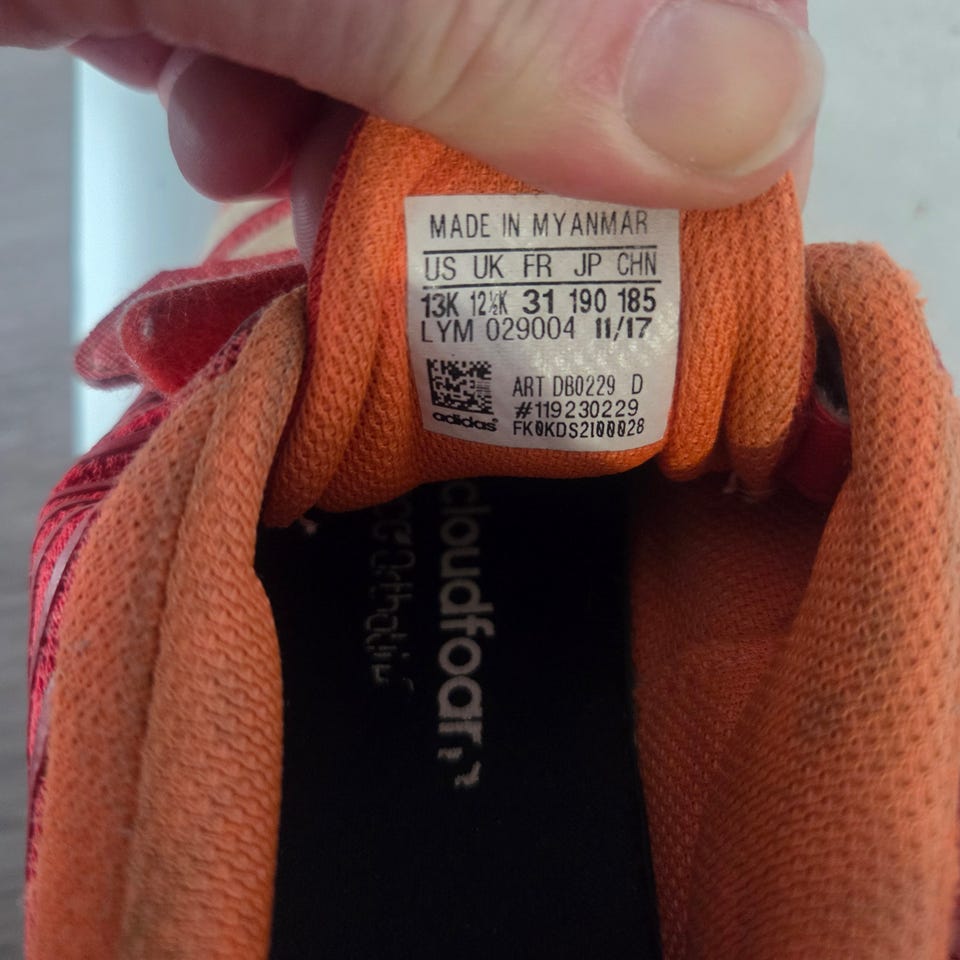 MADE IN MYANMAR
US UK FR JP CHN
13K 12½K 31 190 185
LYM 029004 11/17
ART DB0229 D
#119230229
adidas
FK0KDS2100028
cloudfoam